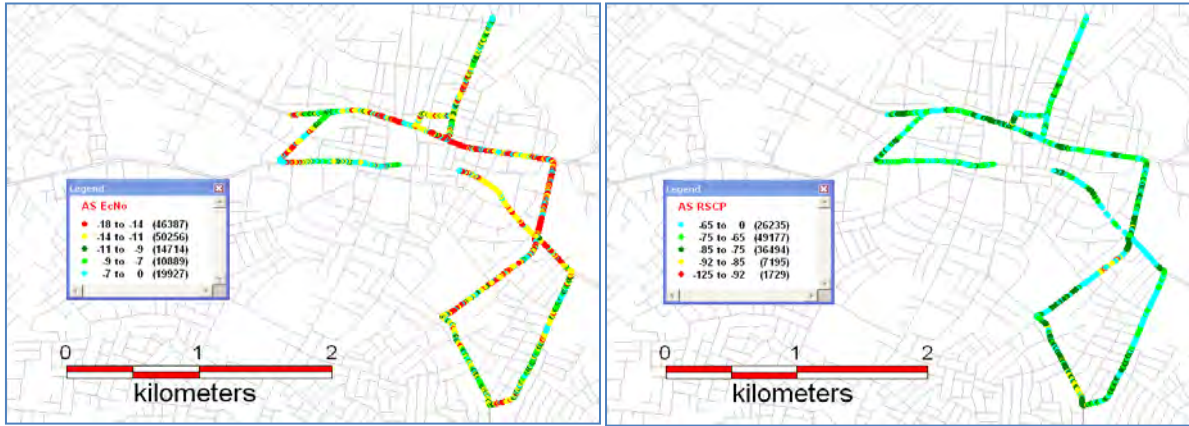 Legend
AS EcNo
-18 to -14 (46387)
-14 to -11 (50256)
-11 to -9 (14714)
-9 to -7 (10889)
-7 to 0 (19927)
0 1 2
kilometers
Legend
AS RSCP
-65 to 0 (26235)
-75 to -65 (49177)
-85 to -75 (36494)
-92 to -85 (7195)
-125 to -92 (1729)
0 1 2
kilometers